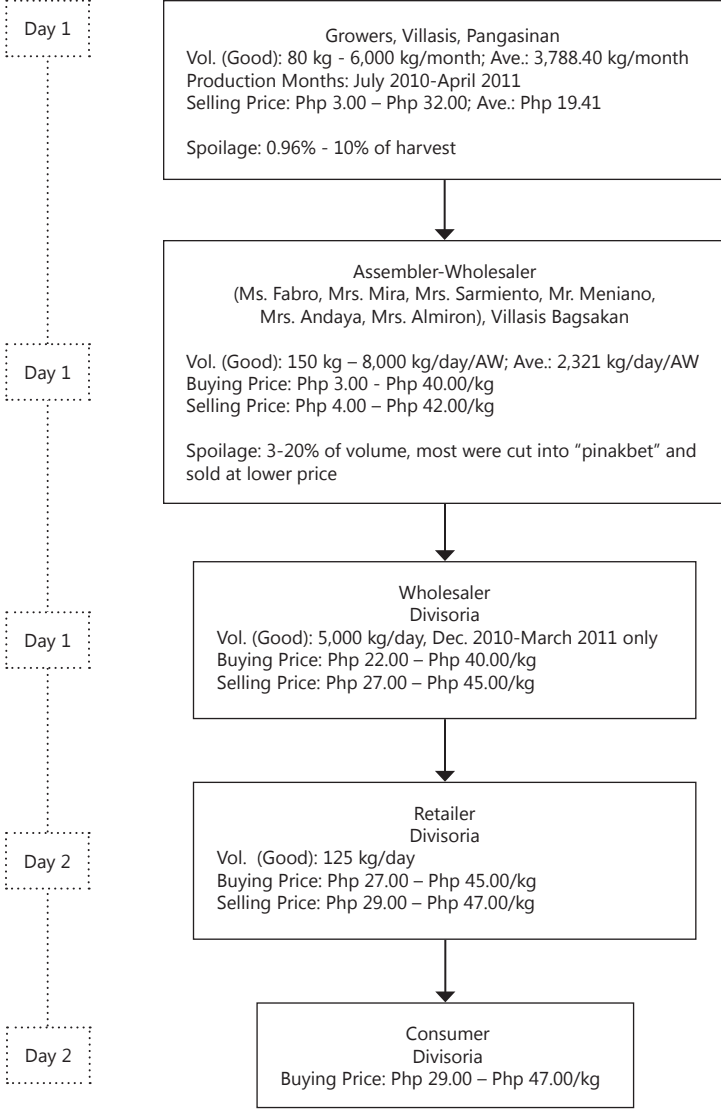 Day 1
Growers, Villasis, Pangasinan
Vol. (Good): 80 kg - 6,000 kg/month; Ave.: 3,788.40 kg/month
Production Months: July 2010-April 2011
Selling Price: Php 3.00 – Php 32.00; Ave.: Php 19.41
Spoilage: 0.96% - 10% of harvest
Day 1
Assembler-Wholesaler
(Ms. Fabro, Mrs. Mira, Mrs. Sarmiento, Mr. Meniano,
Mrs. Andaya, Mrs. Almiron), Villasis Bagsakan
Vol. (Good): 150 kg – 8,000 kg/day/AW; Ave.: 2,321 kg/day/AW
Buying Price: Php 3.00 - Php 40.00/kg
Selling Price: Php 4.00 – Php 42.00/kg
Spoilage: 3-20% of volume, most were cut into “pinakbet” and
sold at lower price
Day 1
Wholesaler
Divisoria
Vol. (Good): 5,000 kg/day, Dec. 2010-March 2011 only
Buying Price: Php 22.00 – Php 40.00/kg
Selling Price: Php 27.00 – Php 45.00/kg
Day 2
Retailer
Divisoria
Vol. (Good): 125 kg/day
Buying Price: Php 27.00 – Php 45.00/kg
Selling Price: Php 29.00 – Php 47.00/kg
Day 2
Consumer
Divisoria
Buying Price: Php 29.00 – Php 47.00/kg